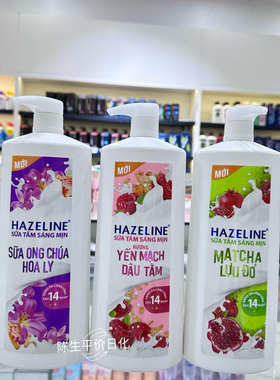 MỚI
HAZELINE
SỮA TẮM SÁNG MỊN
SỮA ONG CHÚA
HOA LY
14
MỚI
HAZELINE
SỮA TẮM SÁNG MỊN
HƯƠNG
YẾN MẠCH
DÂU TẰM
14
MỚI
HAZELINE
SỮA TẮM SÁNG MỊN
MATCHA
LỰU ĐỎ
14
陈生平价日化